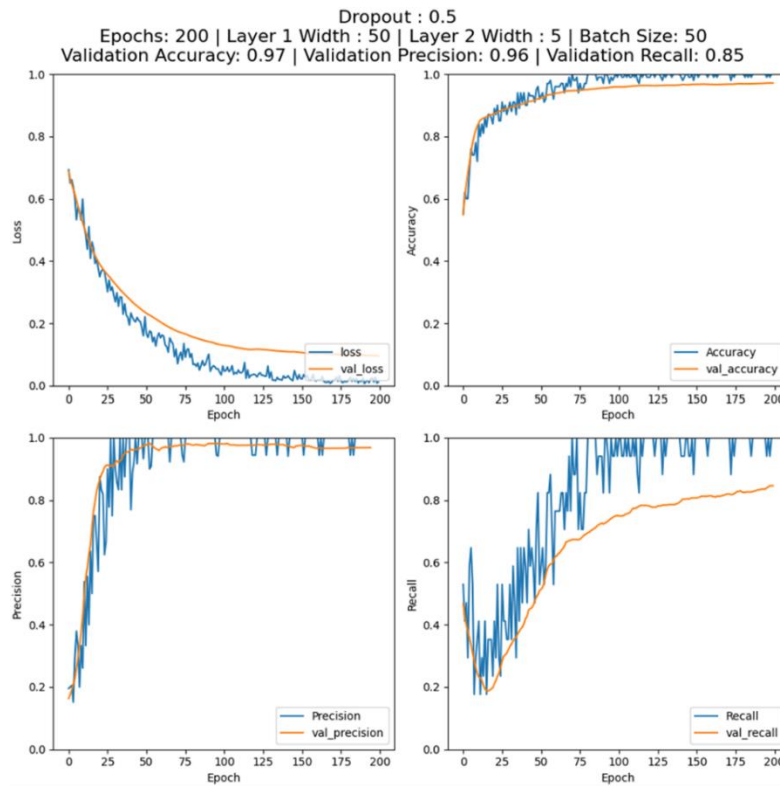 Dropout : 0.5
Epochs: 200 | Layer 1 Width : 50 | Layer 2 Width : 5 | Batch Size: 50
Validation Accuracy: 0.97 | Validation Precision: 0.96 | Validation Recall: 0.85
1.0
0.8
0.6
0.4
0.2
0.0
Loss
0 25 50 75 100 125 150 175 200
Epoch
loss
val_loss
1.0
0.8
0.6
0.4
0.2
0.0
Accuracy
0 25 50 75 100 125 150 175 200
Epoch
Accuracy
val_accuracy
1.0
0.8
0.6
0.4
0.2
0.0
Precision
0 25 50 75 100 125 150 175 200
Epoch
Precision
val_precision
1.0
0.8
0.6
0.4
0.2
0.0
Recall
0 25 50 75 100 125 150 175 200
Epoch
Recall
val_recall